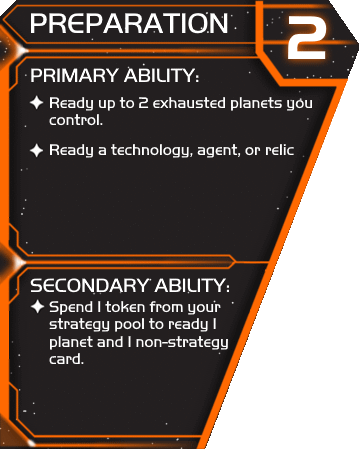 PREPARATION
2
PRIMARY ABILITY:
Ready up to 2 exhausted planets you
control.
Ready a technology, agent, or relic
SECONDARY ABILITY:
Spend 1 token from your
strategy pool to ready 1
planet and 1 non-strategy
card.